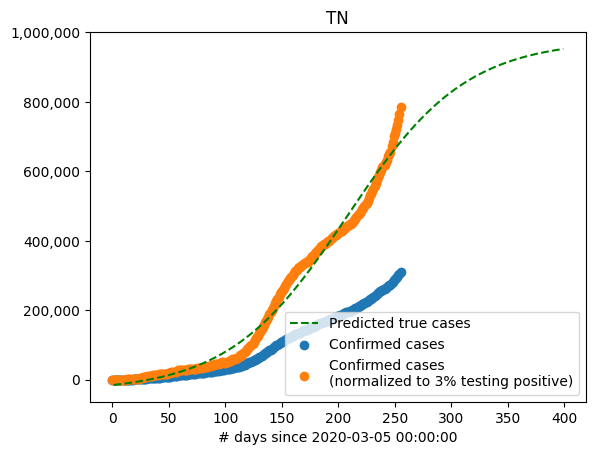 TN
1,000,000
800,000
600,000
400,000
200,000
0
0
50
100
150
200
250
300
350
400
Predicted true cases
Confirmed cases
Confirmed cases
(normalized to 3% testing positive)
# days since 2020-03-05 00:00:00